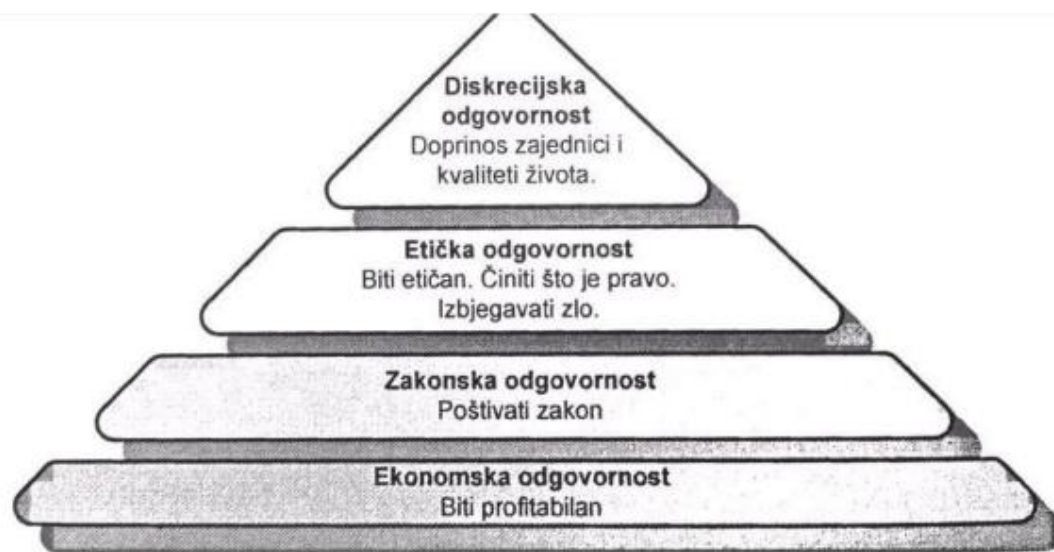 Diskrecijska
odgovornost
Doprinos zajednici i
kvaliteti života.
Etička odgovornost
Biti etičan. Činiti što je pravo.
Izbjegavati zlo.
Zakonska odgovornost
Poštivati zakon
Ekonomska odgovornost
Biti profitabilan